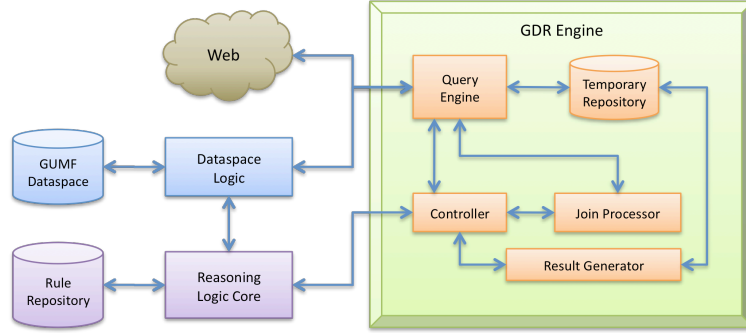 GDR Engine
Web
Query
Engine
Temporary
Repository
GUMF
Dataspace
Dataspace
Logic
Controller
Join Processor
Rule
Repository
Reasoning
Logic Core
Result Generator